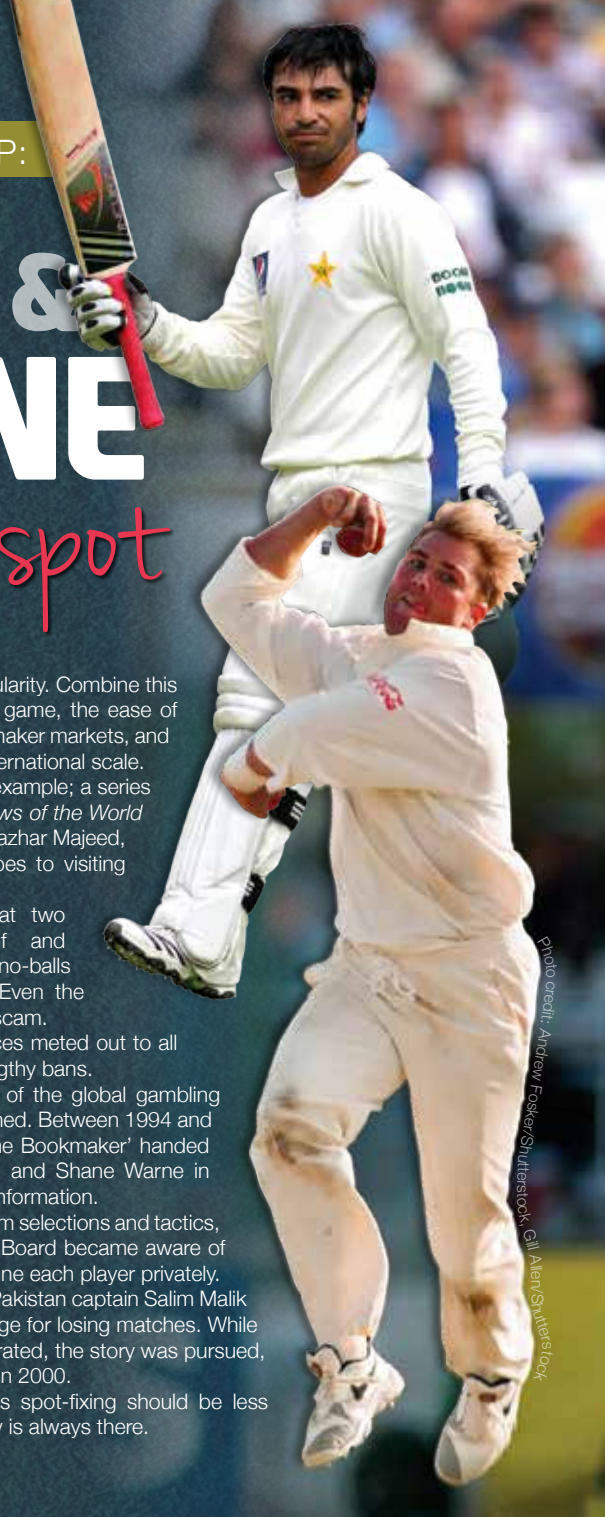 P:
&
NE
spot
ularity. Combine this
game, the ease of
maker markets, and
ernational scale.
example; a series
ws of the World
azhar Majeed,
bes to visiting
at two
f and
no-balls
Even the
scam.
ces meted out to all
gthy bans.
of the global gambling
ned. Between 1994 and
ne Bookmaker’ handed
and Shane Warne in
nformation.
m selections and tactics,
Board became aware of
ne each player privately.
Pakistan captain Salim Malik
ge for losing matches. While
rated, the story was pursued,
n 2000.
s spot-fixing should be less
y is always there.
BOOM
BOOM
Photo credit: Andrew Fosker/Shutterstock, Gill Allen/Shutterstock